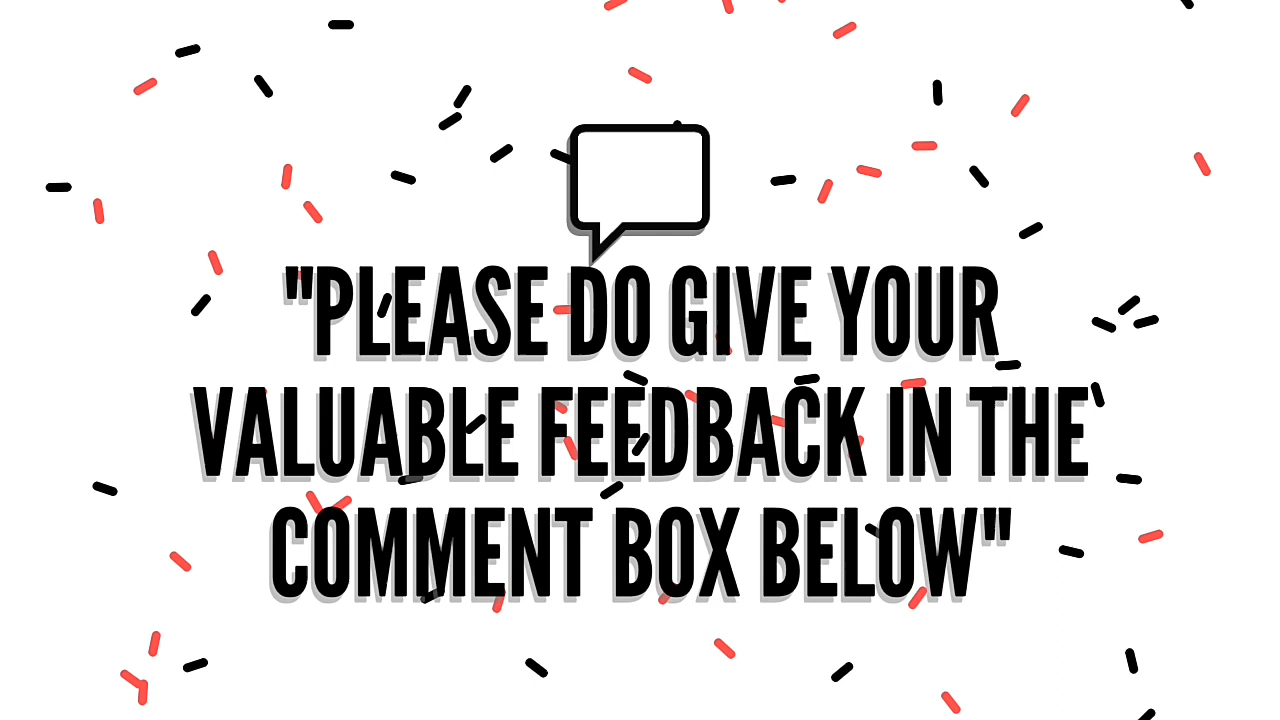 "PLEASE DO GIVE YOUR
VALUABLE FEEDBACK IN THE
COMMENT BOX BELOW"